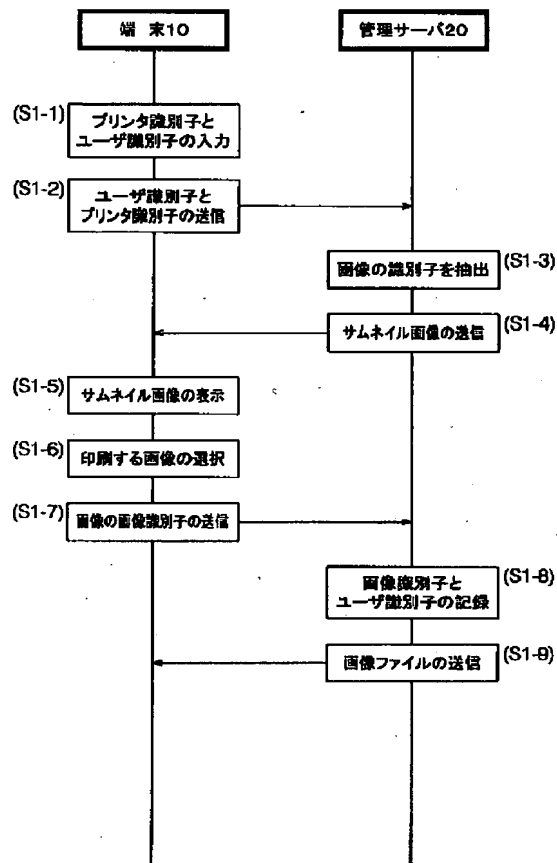 端 末10
管理サーバ20
(S1-1)
プリンタ識別子と
ユーザ識別子の入力
(S1-2)
ユーザ識別子と
プリンタ識別子の送信
画像の識別子を抽出
(S1-3)
サムネイル画像の送信
(S1-4)
(S1-5)
サムネイル画像の表示
(S1-6)
印刷する画像の選択
(S1-7)
画像の画像識別子の送信
画像識別子と
ユーザ識別子の記録
(S1-8)
画像ファイルの送信
(S1-9)